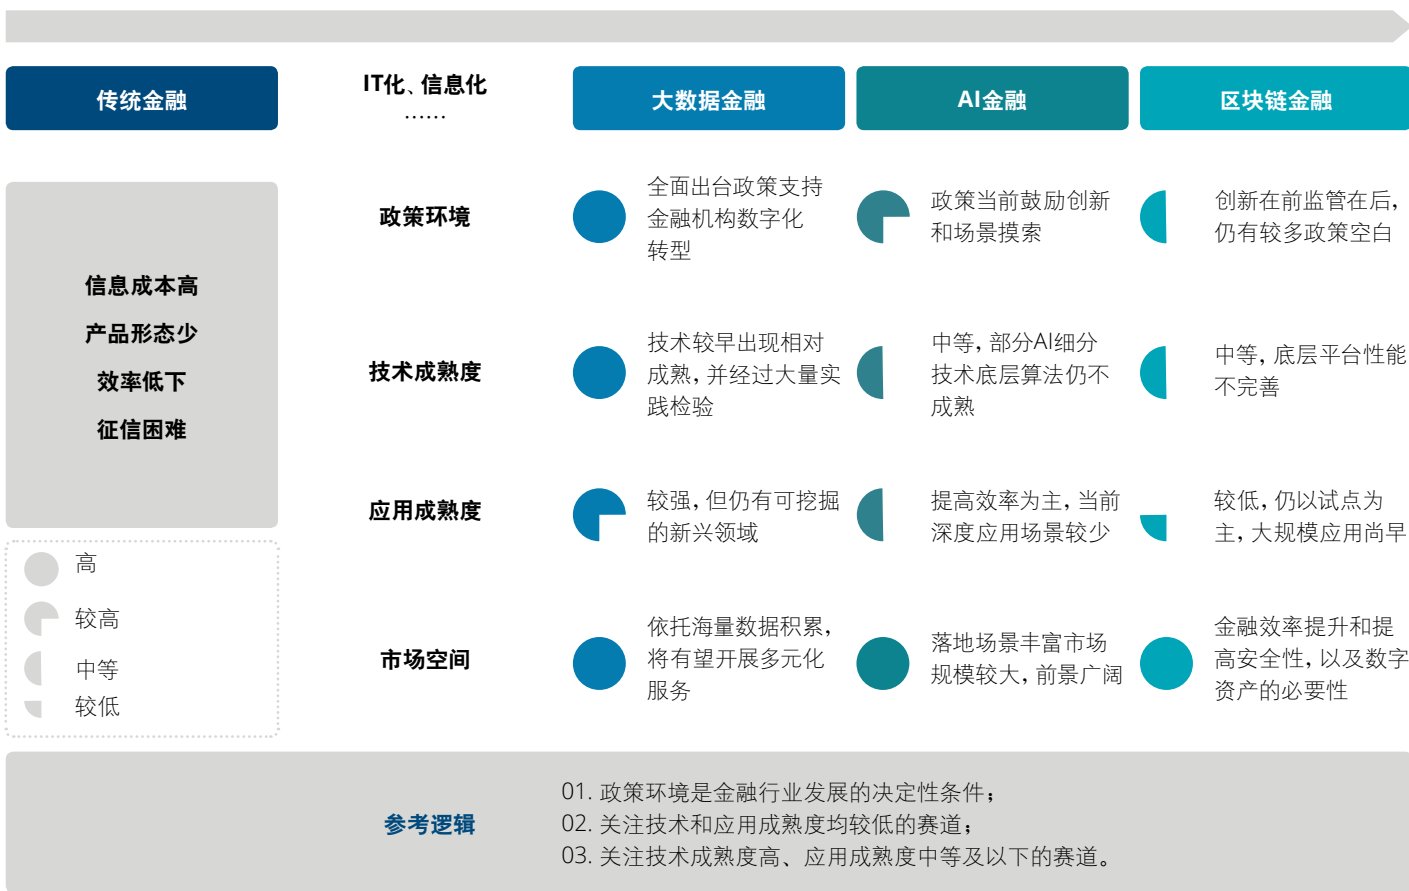 传统金融
IT化、信息化
……
大数据金融
AI金融
区块链金融
信息成本高
产品形态少
效率低下
征信困难
高
较高
中等
较低
政策环境
全面出台政策支持
金融机构数字化
转型
政策当前鼓励创新
和场景摸索
创新在前监管在后，
仍有较多政策空白
技术成熟度
技术较早出现相对
成熟，并经过大量实
践检验
中等，部分AI细分
技术底层算法仍不
成熟
中等，底层平台性能
不完善
应用成熟度
较强，但仍有可挖掘
的新兴领域
提高效率为主，当前
深度应用场景较少
较低，仍以试点为
主，大规模应用尚早
市场空间
依托海量数据积累，
将有望开展多元化
服务
落地场景丰富市场
规模较大，前景广阔
金融效率提升和提
高安全性，以及数字
资产的必要性
参考逻辑
01. 政策环境是金融行业发展的决定性条件；
02. 关注技术和应用成熟度均较低的赛道；
03. 关注技术成熟度高、应用成熟度中等及以下的赛道。